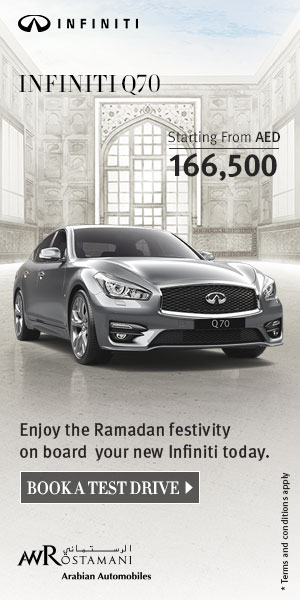 INFINITI
INFINITI Q70
Starting From AED
166,500
Q70
Enjoy the Ramadan festivity
on board your new Infiniti today.
BOOK A TEST DRIVE
* Terms and conditions apply
AWR الرستماني
ROSTAMANI
Arabian Automobiles